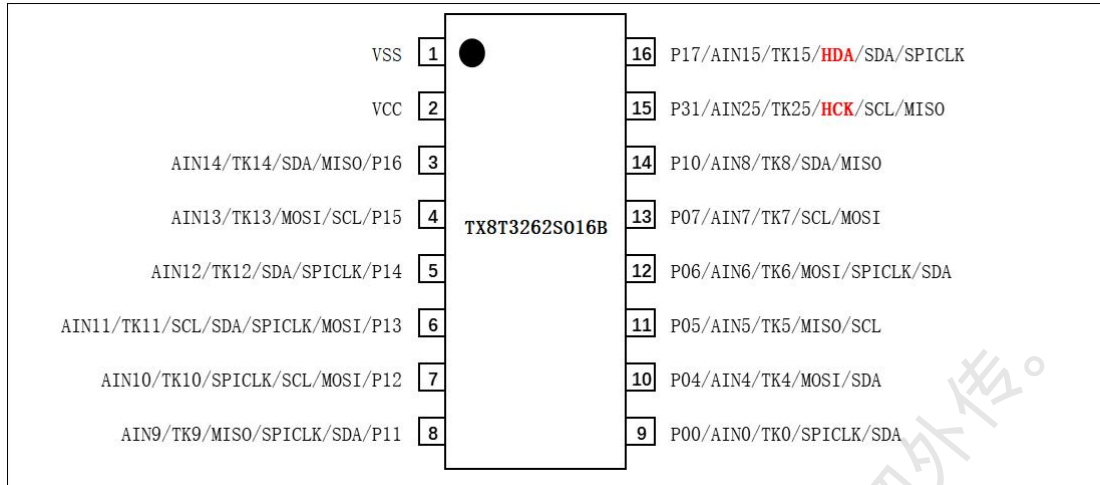 VSS 1 16 P17/AIN15/TK15/HDA/SDA/SPICLK
VCC 2 15 P31/AIN25/TK25/HCK/SCL/MISO
AIN14/TK14/SDA/MISO/P16 3 14 P10/AIN8/TK8/SDA/MISO
AIN13/TK13/MOSI/SCL/P15 4 13 P07/AIN7/TK7/SCL/MOSI
TX8T3262S016B
AIN12/TK12/SDA/SPICLK/P14 5 12 P06/AIN6/TK6/MOSI/SPICLK/SDA
AIN11/TK11/SCL/SDA/SPICLK/MOSI/P13 6 11 P05/AIN5/TK5/MISO/SCL
AIN10/TK10/SPICLK/SCL/MOSI/P12 7 10 P04/AIN4/TK4/MOSI/SDA
AIN9/TK9/MISO/SPICLK/SDA/P11 8 9 P00/AIN0/TK0/SPICLK/SDA
外传。